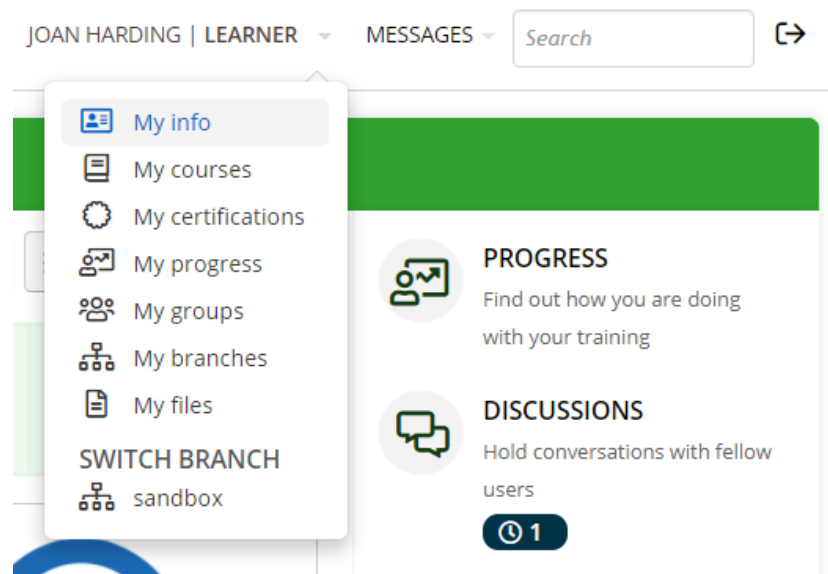 JOAN HARDING | LEARNER
MESSAGES
Search
My info
My courses
My certifications
My progress
My groups
My branches
My files
SWITCH BRANCH
sandbox
PROGRESS
Find out how you are doing
with your training
DISCUSSIONS
Hold conversations with fellow
users
1